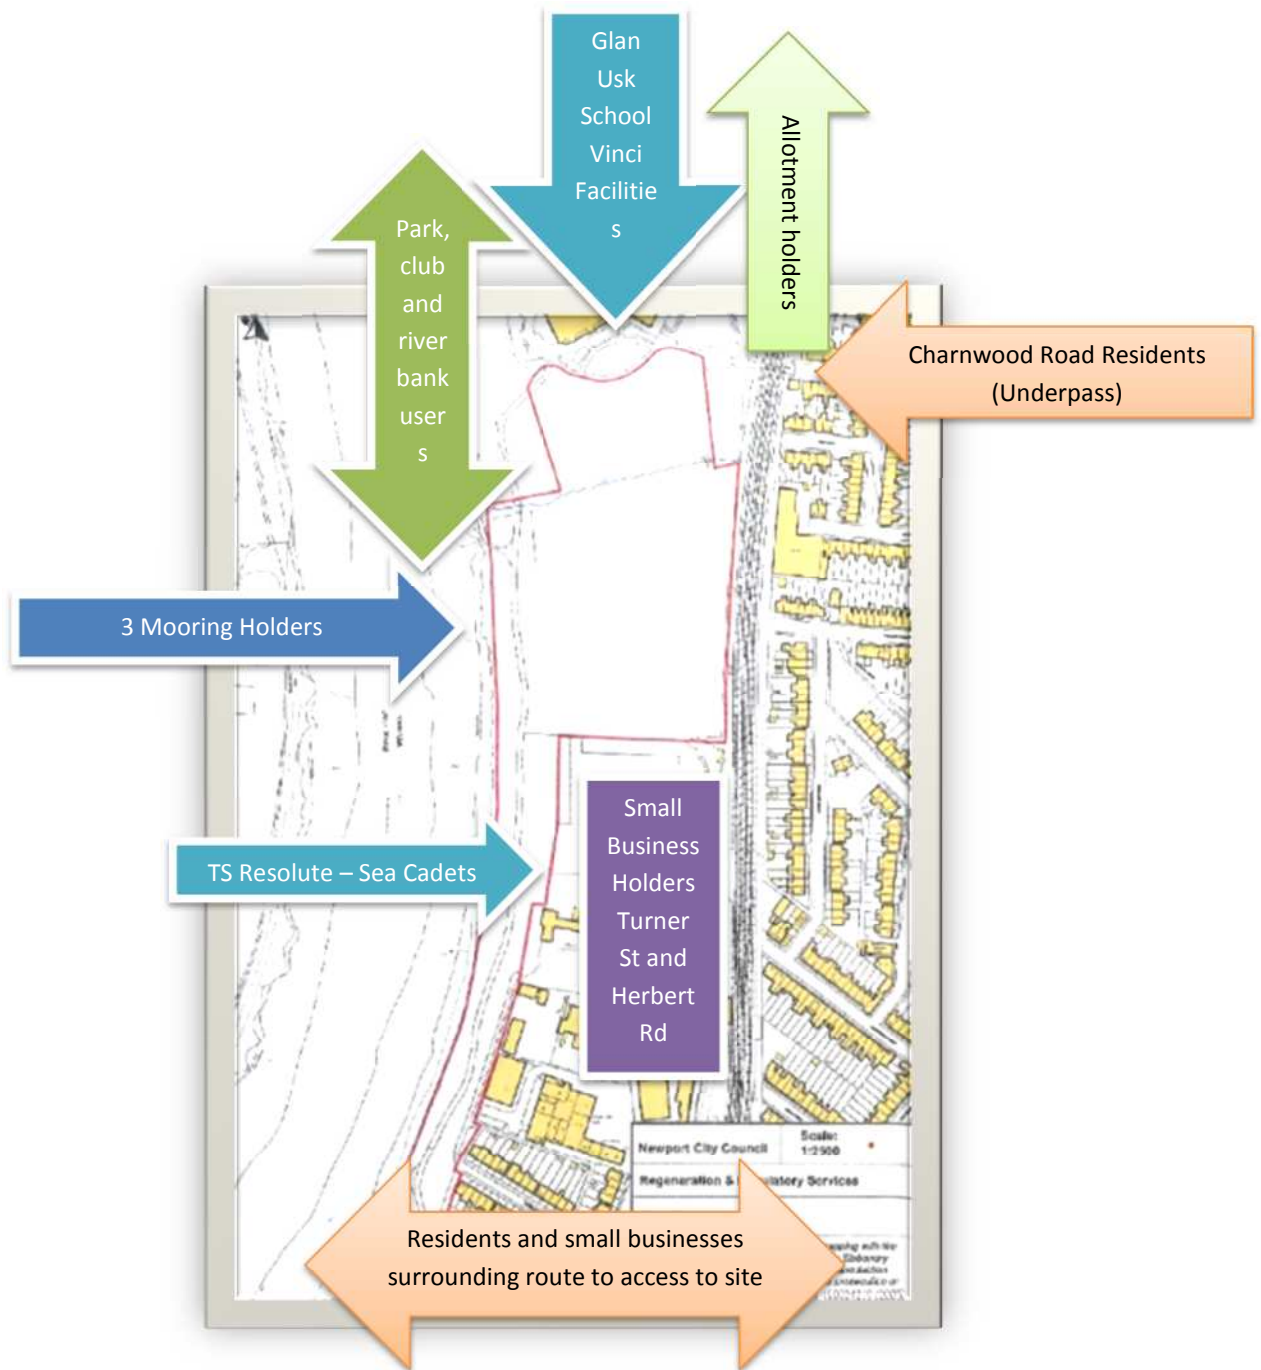 Glan
Usk
School
Vinci
Facilitie
s
Allotment holders
Park,
club
and
river
bank
user
s
Charnwood Road Residents
(Underpass)
3 Mooring Holders
TS Resolute – Sea Cadets
Small
Business
Holders
Turner
St and
Herbert
Rd
Newport City Council
Scale:
1:2500
Regeneration &
Services
Residents and small businesses
surrounding route to access to site